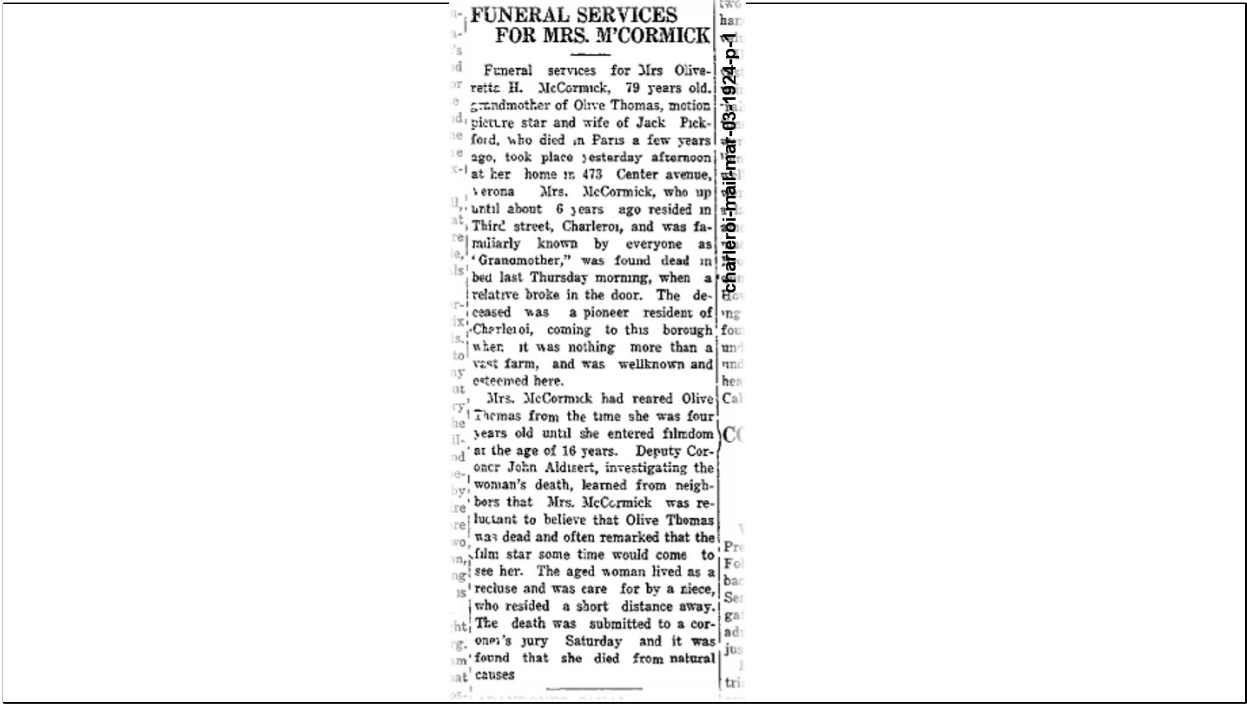 FUNERAL SERVICES
FOR MRS. M'CORMICK
Funeral services for Mrs Olive-
retta H. McCormick, 79 years old,
grandmother of Olive Thomas, motion
picture star and wife of Jack Pick-
ford, who died in Paris a few years
ago, took place yesterday afternoon
at her home in 473 Center avenue,
Verona Mrs. McCormick, who up
until about 6 years ago resided in
Third street, Charleroi, and was fa-
miliarly known by everyone as
"Grandmother," was found dead in
bed last Thursday morning, when a
relative broke in the door. The de-
ceased was a pioneer resident of
Charleroi, coming to this borough
when it was nothing more than a
vast farm, and was wellknown and
esteemed here.
Mrs. McCormick had reared Olive
Thomas from the time she was four
years old until she entered filmdom
at the age of 16 years. Deputy Cor-
oner John Aldisert, investigating the
woman's death, learned from neigh-
bors that Mrs. McCormick was re-
luctant to believe that Olive Thomas
was dead and often remarked that the
film star some time would come to
see her. The aged woman lived as a
recluse and was care for by a niece,
who resided a short distance away.
The death was submitted to a cor-
oner's jury Saturday and it was
found that she died from natural
causes
charleroi-mail-mar-03-1924-p-1